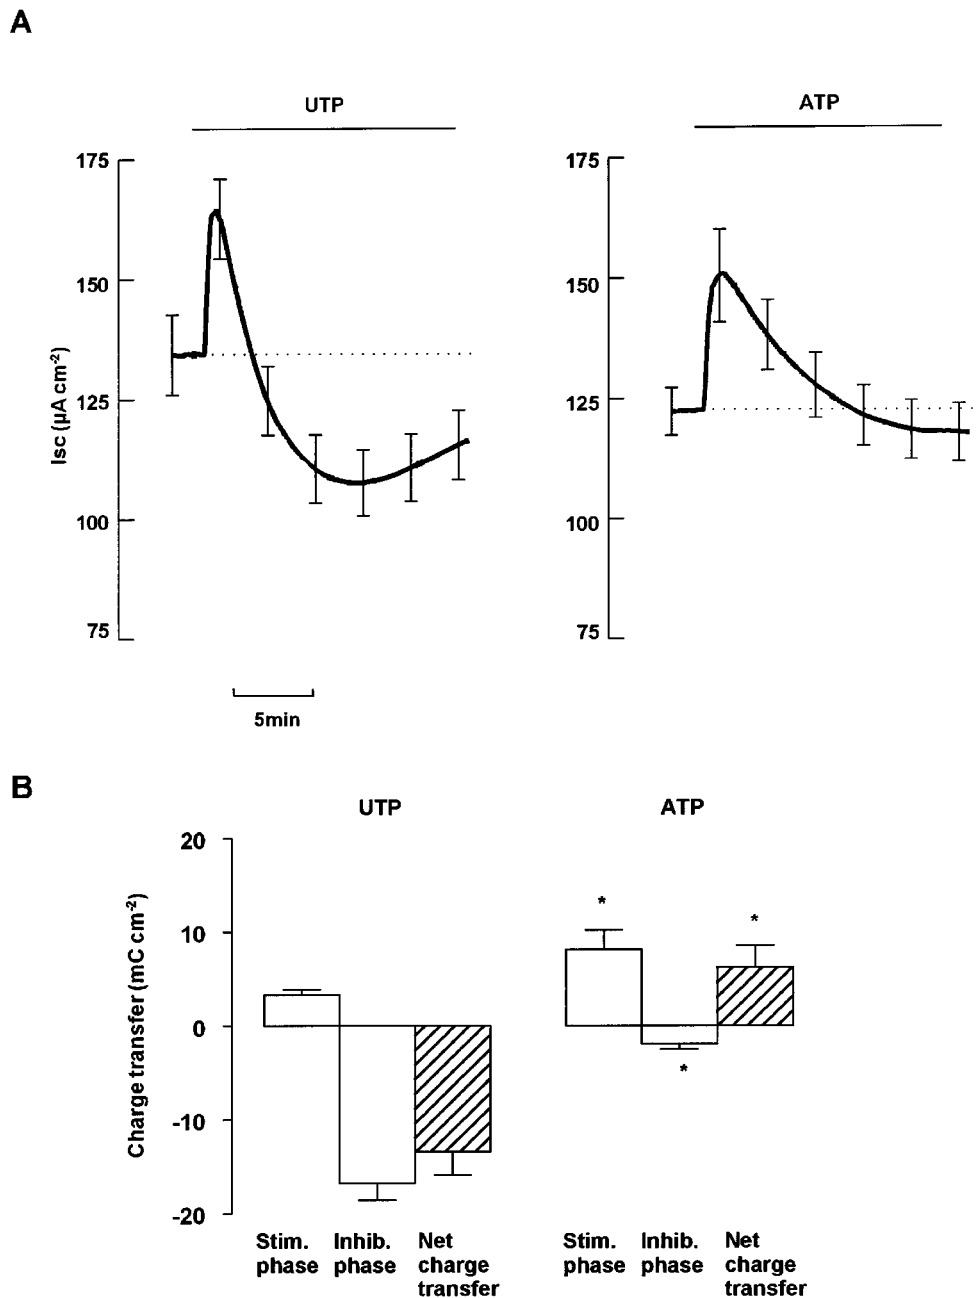 A
UTP
ATP
175
150
125
100
75
Isc (µA cm-2)
175
150
125
100
75
5min
B
UTP
ATP
20
10
0
-10
-20
Charge transfer (mC cm-2)
*
*
*
Stim. phase
Inhib. phase
Net charge transfer
Stim. phase
Inhib. phase
Net charge transfer